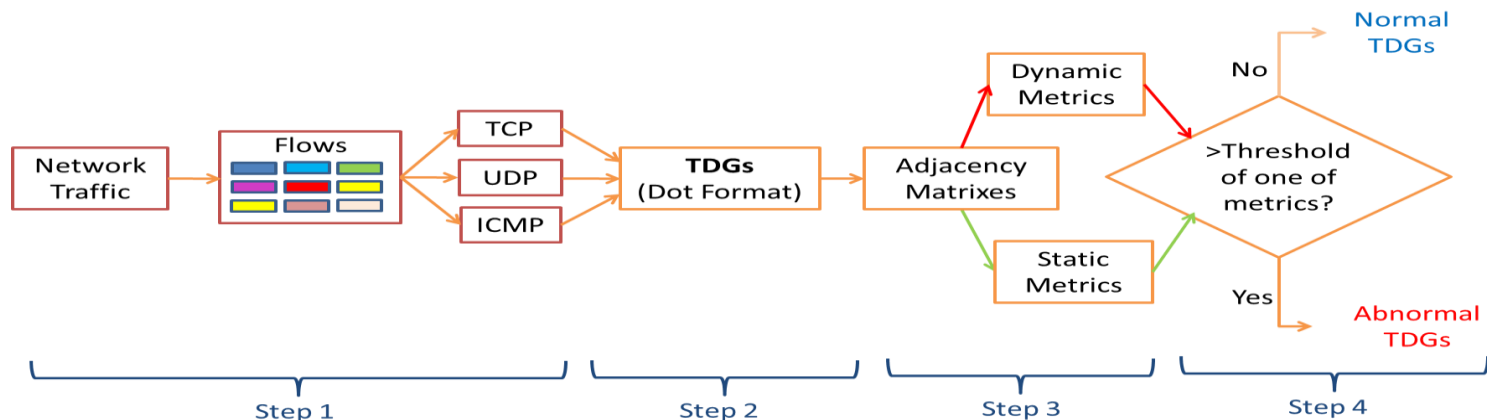 Network
Traffic
Flows
TCP
UDP
ICMP
TDGs
(Dot Format)
Adjacency
Matrixes
Dynamic
Metrics
Static
Metrics
>Threshold
of one of
metrics?
No
Normal
TDGs
Yes
Abnormal
TDGs
Step 1
Step 2
Step 3
Step 4